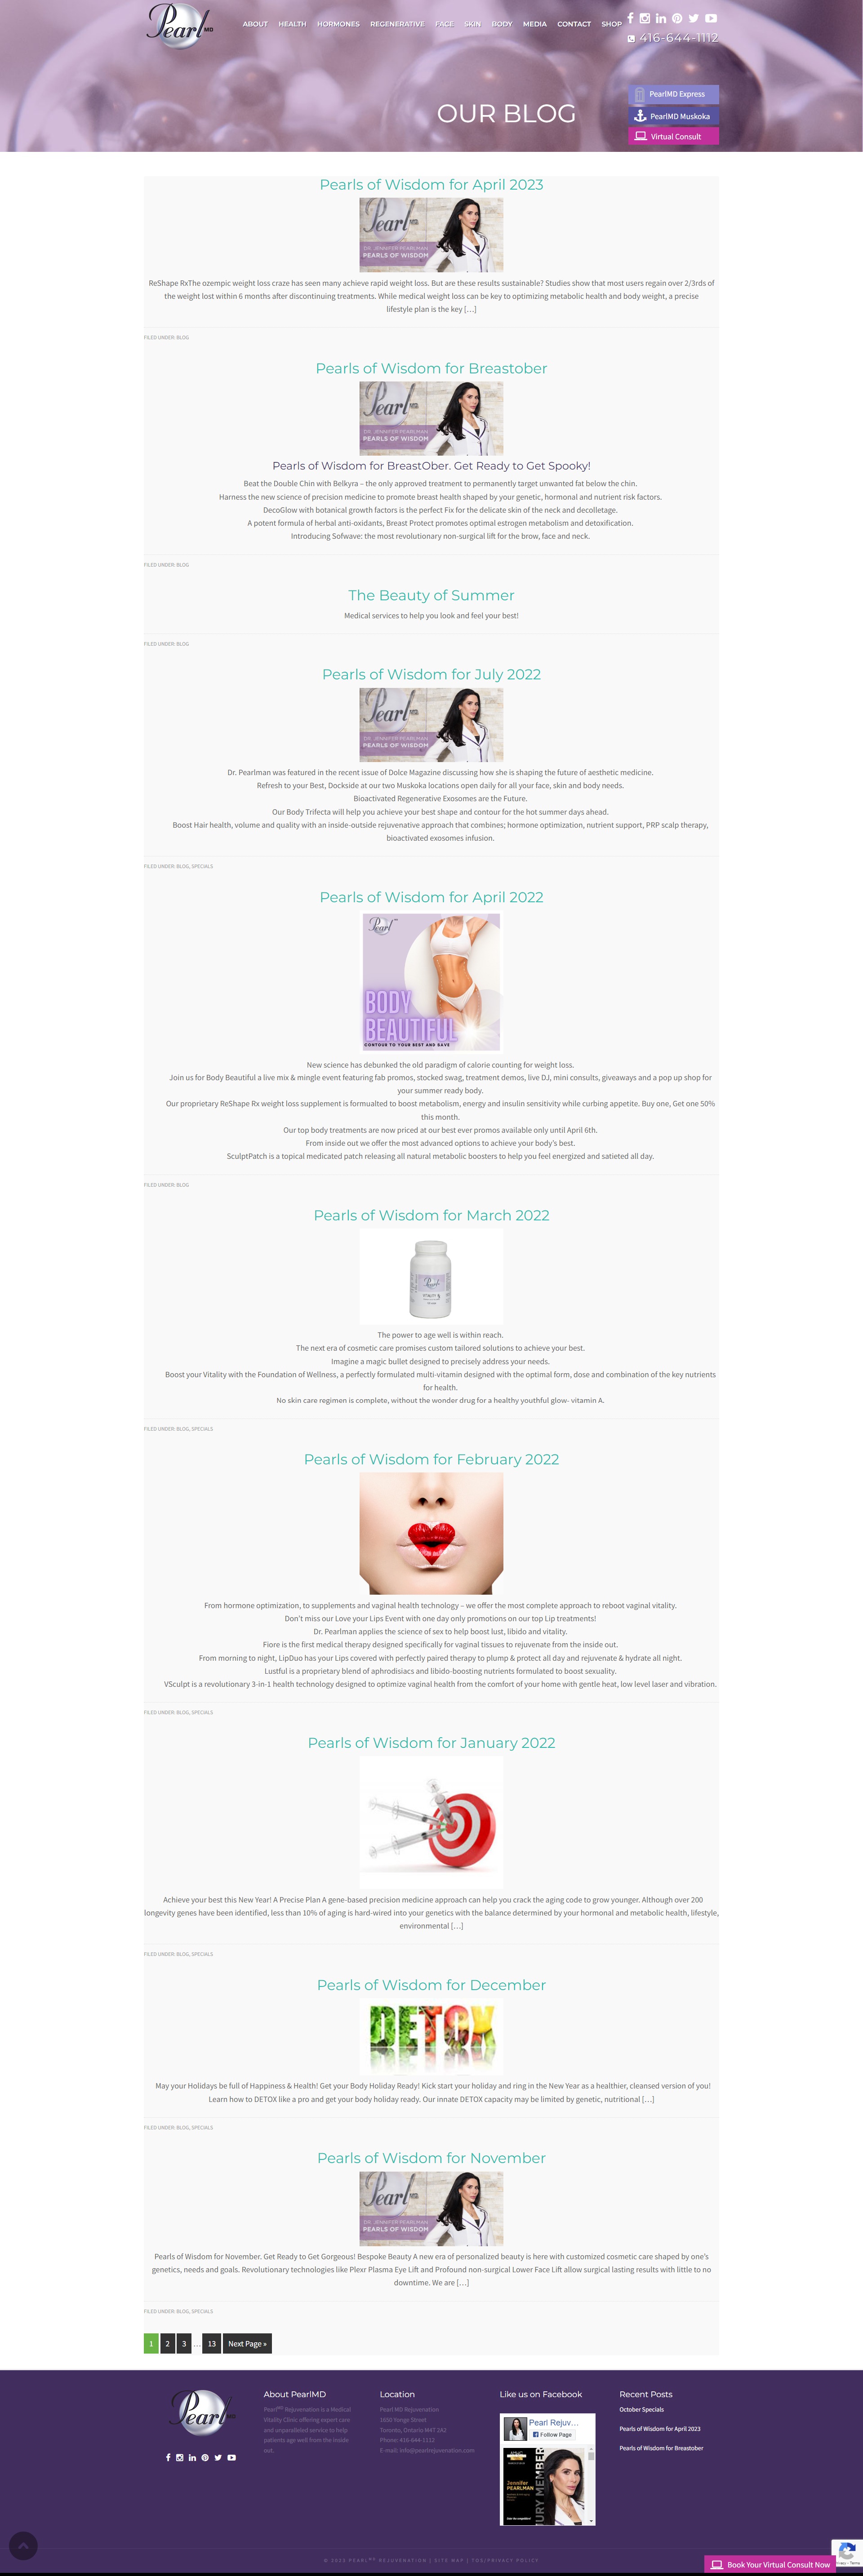 Pearl MD
ABOUT HEALTH HORMONES REGENERATIVE FACE SKIN BODY MEDIA CONTACT SHOP
416-644-1112
PearlMD Express
PearlMD Muskoka
Virtual Consult
OUR BLOG
Pearls of Wisdom for April 2023
Pearl
DR. JENNIFER PEARLMAN
PEARLS OF WISDOM
ReShape RxThe ozempic weight loss craze has seen many achieve rapid weight loss. But are these results sustainable? Studies show that most users regain over 2/3rds of
the weight lost within 6 months after discontinuing treatments. While medical weight loss can be key to optimizing metabolic health and body weight, a precise
lifestyle plan is the key […]
FILED UNDER: BLOG
Pearls of Wisdom for Breastober
Pearl
DR. JENNIFER PEARLMAN
PEARLS OF WISDOM
Pearls of Wisdom for BreastOber. Get Ready to Get Spooky!
Beat the Double Chin with Belkyra – the only approved treatment to permanently target unwanted fat below the chin.
Harness the new science of precision medicine to promote breast health shaped by your genetic, hormonal and nutrient risk factors.
DecoGlow with botanical growth factors is the perfect Fix for the delicate skin of the neck and decolletage.
A potent formula of herbal anti-oxidants, Breast Protect promotes optimal estrogen metabolism and detoxification.
Introducing Sofwave: the most revolutionary non-surgical lift for the brow, face and neck.
FILED UNDER: BLOG
The Beauty of Summer
Medical services to help you look and feel your best!
FILED UNDER: BLOG
Pearls of Wisdom for July 2022
Pearl
DR. JENNIFER PEARLMAN
PEARLS OF WISDOM
Dr. Pearlman was featured in the recent issue of Dolce Magazine discussing how she is shaping the future of aesthetic medicine.
Refresh to your Best, Dockside at our two Muskoka locations open daily for all your face, skin and body needs.
Bioactivated Regenerative Exosomes are the Future.
Our Body Trifecta will help you achieve your best shape and contour for the hot summer days ahead.
Boost Hair health, volume and quality with an inside-outside rejuvenative approach that combines; hormone optimization, nutrient support, PRP scalp therapy,
bioactivated exosomes infusion.
FILED UNDER: BLOG, SPECIALS
Pearls of Wisdom for April 2022
Pearl
BODY
BEAUTIFUL
CONTOUR TO YOUR BEST AND SAVE
New science has debunked the old paradigm of calorie counting for weight loss.
Join us for Body Beautiful a live mix & mingle event featuring fab promos, stocked swag, treatment demos, live DJ, mini consults, giveaways and a pop up shop for
your summer ready body.
Our proprietary ReShape Rx weight loss supplement is formualted to boost metabolism, energy and insulin sensitivity while curbing appetite. Buy one, Get one 50%
this month.
Our top body treatments are now priced at our best ever promos available only until April 6th.
From inside out we offer the most advanced options to achieve your body's best.
SculptPatch is a topical medicated patch releasing all natural metabolic boosters to help you feel energized and satieted all day.
FILED UNDER: BLOG
Pearls of Wisdom for March 2022
Pearl
VITALITY
The power to age well is within reach.
The next era of cosmetic care promises custom tailored solutions to achieve your best.
Imagine a magic bullet designed to precisely address your needs.
Boost your Vitality with the Foundation of Wellness, a perfectly formulated multi-vitamin designed with the optimal form, dose and combination of the key nutrients
for health.
No skin care regimen is complete, without the wonder drug for a healthy youthful glow- vitamin A.
FILED UNDER: BLOG, SPECIALS
Pearls of Wisdom for February 2022
From hormone optimization, to supplements and vaginal health technology – we offer the most complete approach to reboot vaginal vitality.
Don't miss our Love your Lips Event with one day only promotions on our top Lip treatments!
Dr. Pearlman applies the science of sex to help boost lust, libido and vitality.
Fiore is the first medical therapy designed specifically for vaginal tissues to rejuvenate from the inside out.
From morning to night, LipDuo has your Lips covered with perfectly paired therapy to plump & protect all day and rejuvenate & hydrate all night.
Lustful is a proprietary blend of aphrodisiacs and libido-boosting nutrients formulated to boost sexuality.
VSculpt is a revolutionary 3-in-1 health technology designed to optimize vaginal health from the comfort of your home with gentle heat, low level laser and vibration.
FILED UNDER: BLOG, SPECIALS
Pearls of Wisdom for January 2022
Achieve your best this New Year! A Precise Plan A gene-based precision medicine approach can help you crack the aging code to grow younger. Although over 200
longevity genes have been identified, less than 10% of aging is hard-wired into your genetics with the balance determined by your hormonal and metabolic health, lifestyle,
environmental […]
FILED UNDER: BLOG, SPECIALS
Pearls of Wisdom for December
DETOX
May your Holidays be full of Happiness & Health! Get your Body Holiday Ready! Kick start your holiday and ring in the New Year as a healthier, cleansed version of you!
Learn how to DETOX like a pro and get your body holiday ready. Our innate DETOX capacity may be limited by genetic, nutritional […]
FILED UNDER: BLOG, SPECIALS
Pearls of Wisdom for November
Pearl
DR. JENNIFER PEARLMAN
PEARLS OF WISDOM
Pearls of Wisdom for November. Get Ready to Get Gorgeous! Bespoke Beauty A new era of personalized beauty is here with customized cosmetic care shaped by one's
genetics, needs and goals. Revolutionary technologies like Plexr Plasma Eye Lift and Profound non-surgical Lower Face Lift allow surgical lasting results with little to no
downtime. We are […]
FILED UNDER: BLOG, SPECIALS
1 2 3 … 13 Next Page »
Pearl MD
About PearlMD
Pearl MD Rejuvenation is a Medical
Vitality Clinic offering expert care
and unparalleled service to help
patients age well from the inside
out.
Location
Pearl MD Rejuvenation
1650 Yonge Street
Toronto, Ontario M4T 2A2
Phone: 416-644-1112
E-mail: info@pearlrejuvenation.com
Like us on Facebook
Pearl Rejuv…
Follow Page
Jennifer
PEARLMAN
JURY MEMBER
Recent Posts
October Specials
Pearls of Wisdom for April 2023
Pearls of Wisdom for Breastober
© 2023 PEARL MD REJUVENATION | SITE MAP | TOS/PRIVACY POLICY
Book Your Virtual Consult Now